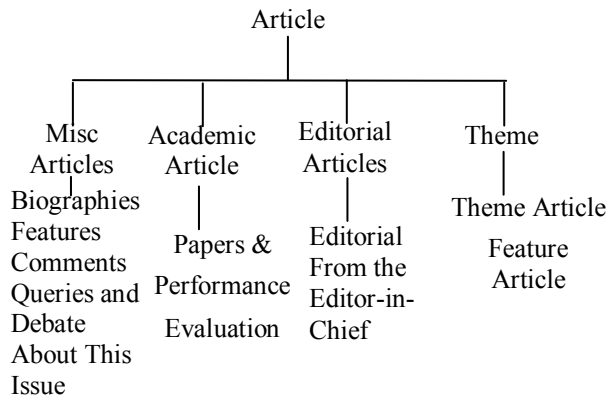 Article
Misc
Articles
Academic
Article
Editorial
Articles
Theme
Biographies
Features
Comments
Queries and
Debate
About This
Issue
Papers &
Performance
Evaluation
Editorial
From the
Editor-in-
Chief
Theme Article
Feature
Article